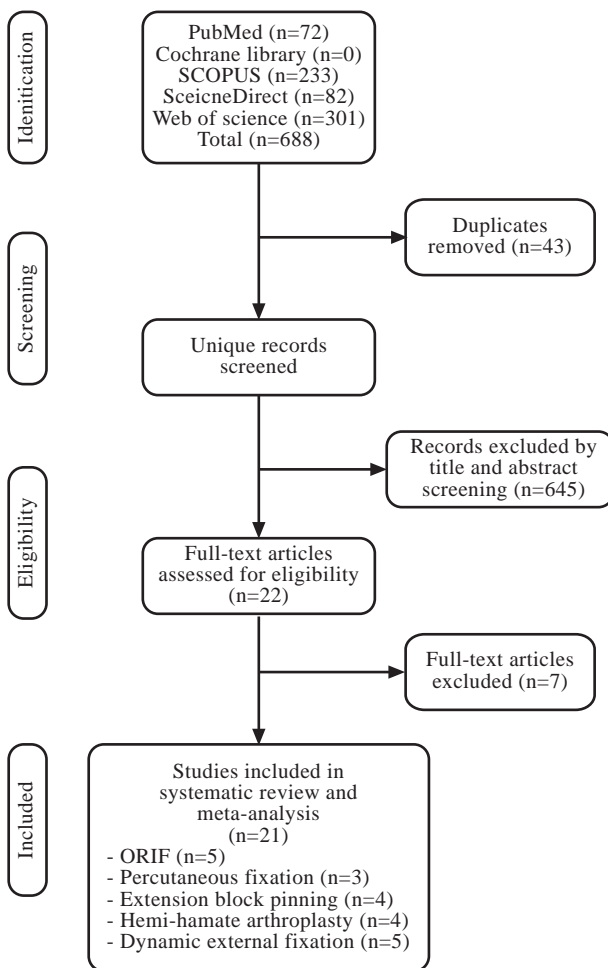 Idenitication
PubMed (n=72)
Cochrane library (n=0)
SCOPUS (n=233)
SceicneDirect (n=82)
Web of science (n=301)
Total (n=688)
Duplicates
removed (n=43)
Screening
Unique records
screened
Records excluded by
title and abstract
screening (n=645)
Eligibility
Full-text articles
assessed for eligibility
(n=22)
Full-text articles
excluded (n=7)
Included
Studies included in
systematic review and
meta-analysis
(n=21)
- ORIF (n=5)
- Percutaneous fixation (n=3)
- Extension block pinning (n=4)
- Hemi-hamate arthroplasty (n=4)
- Dynamic external fixation (n=5)